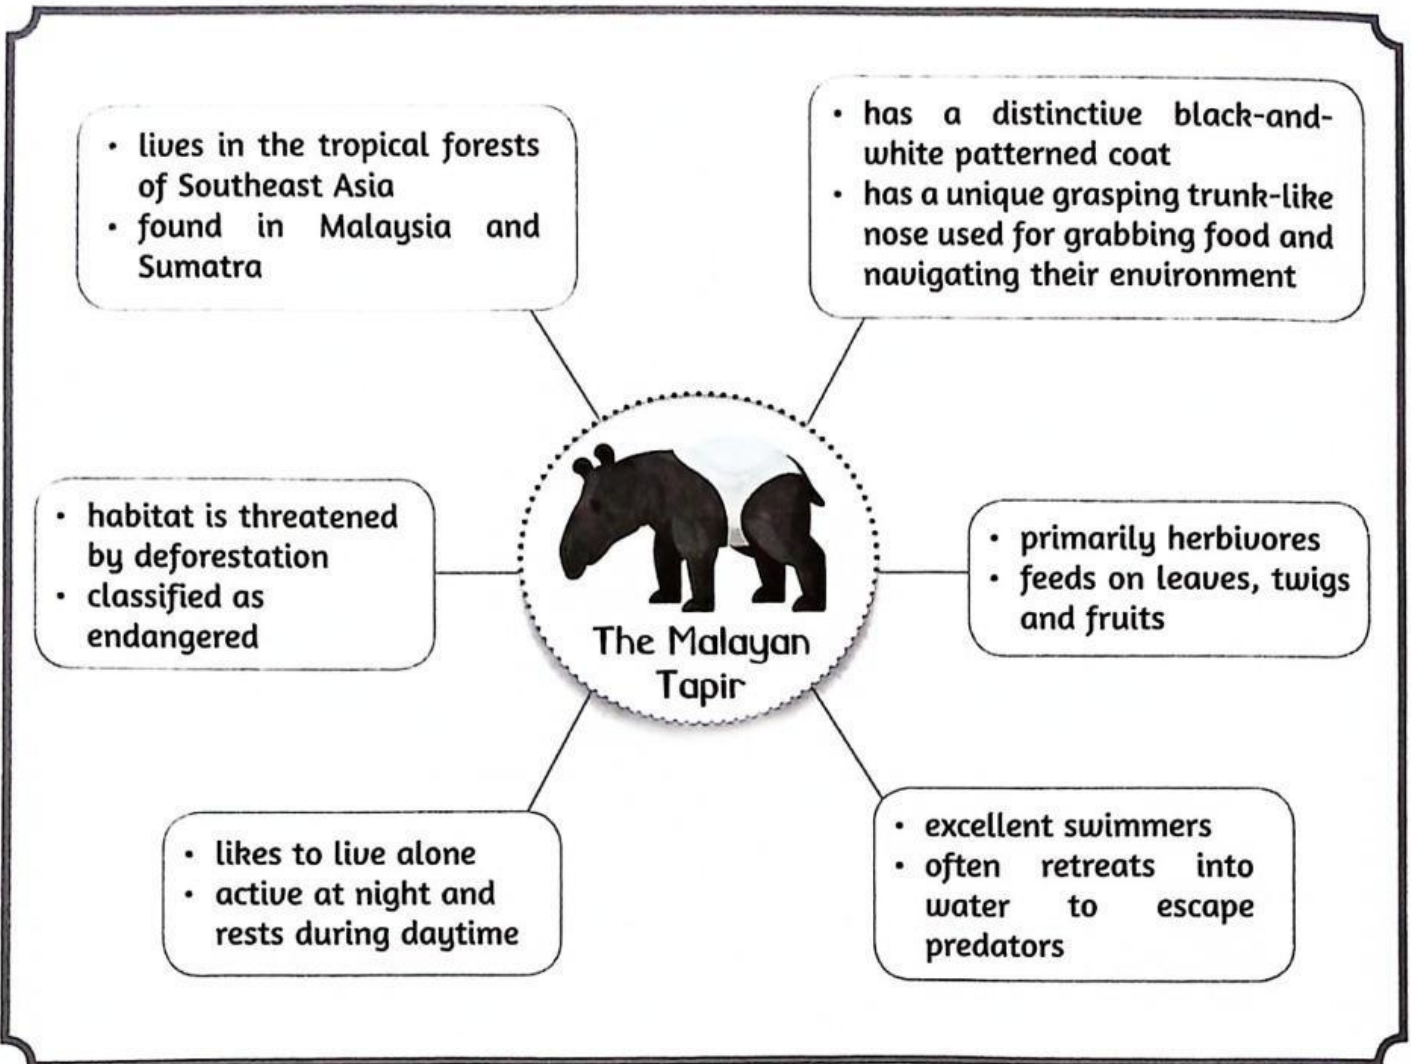 • lives in the tropical forests
of Southeast Asia
• found in Malaysia and
Sumatra
• has a distinctive black-and-
white patterned coat
• has a unique grasping trunk-like
nose used for grabbing food and
navigating their environment
• habitat is threatened
by deforestation
• classified as
endangered
The Malayan
Tapir
• primarily herbivores
• feeds on leaves, twigs
and fruits
• likes to live alone
• active at night and
rests during daytime
• excellent swimmers
• often retreats into
water to escape
predators